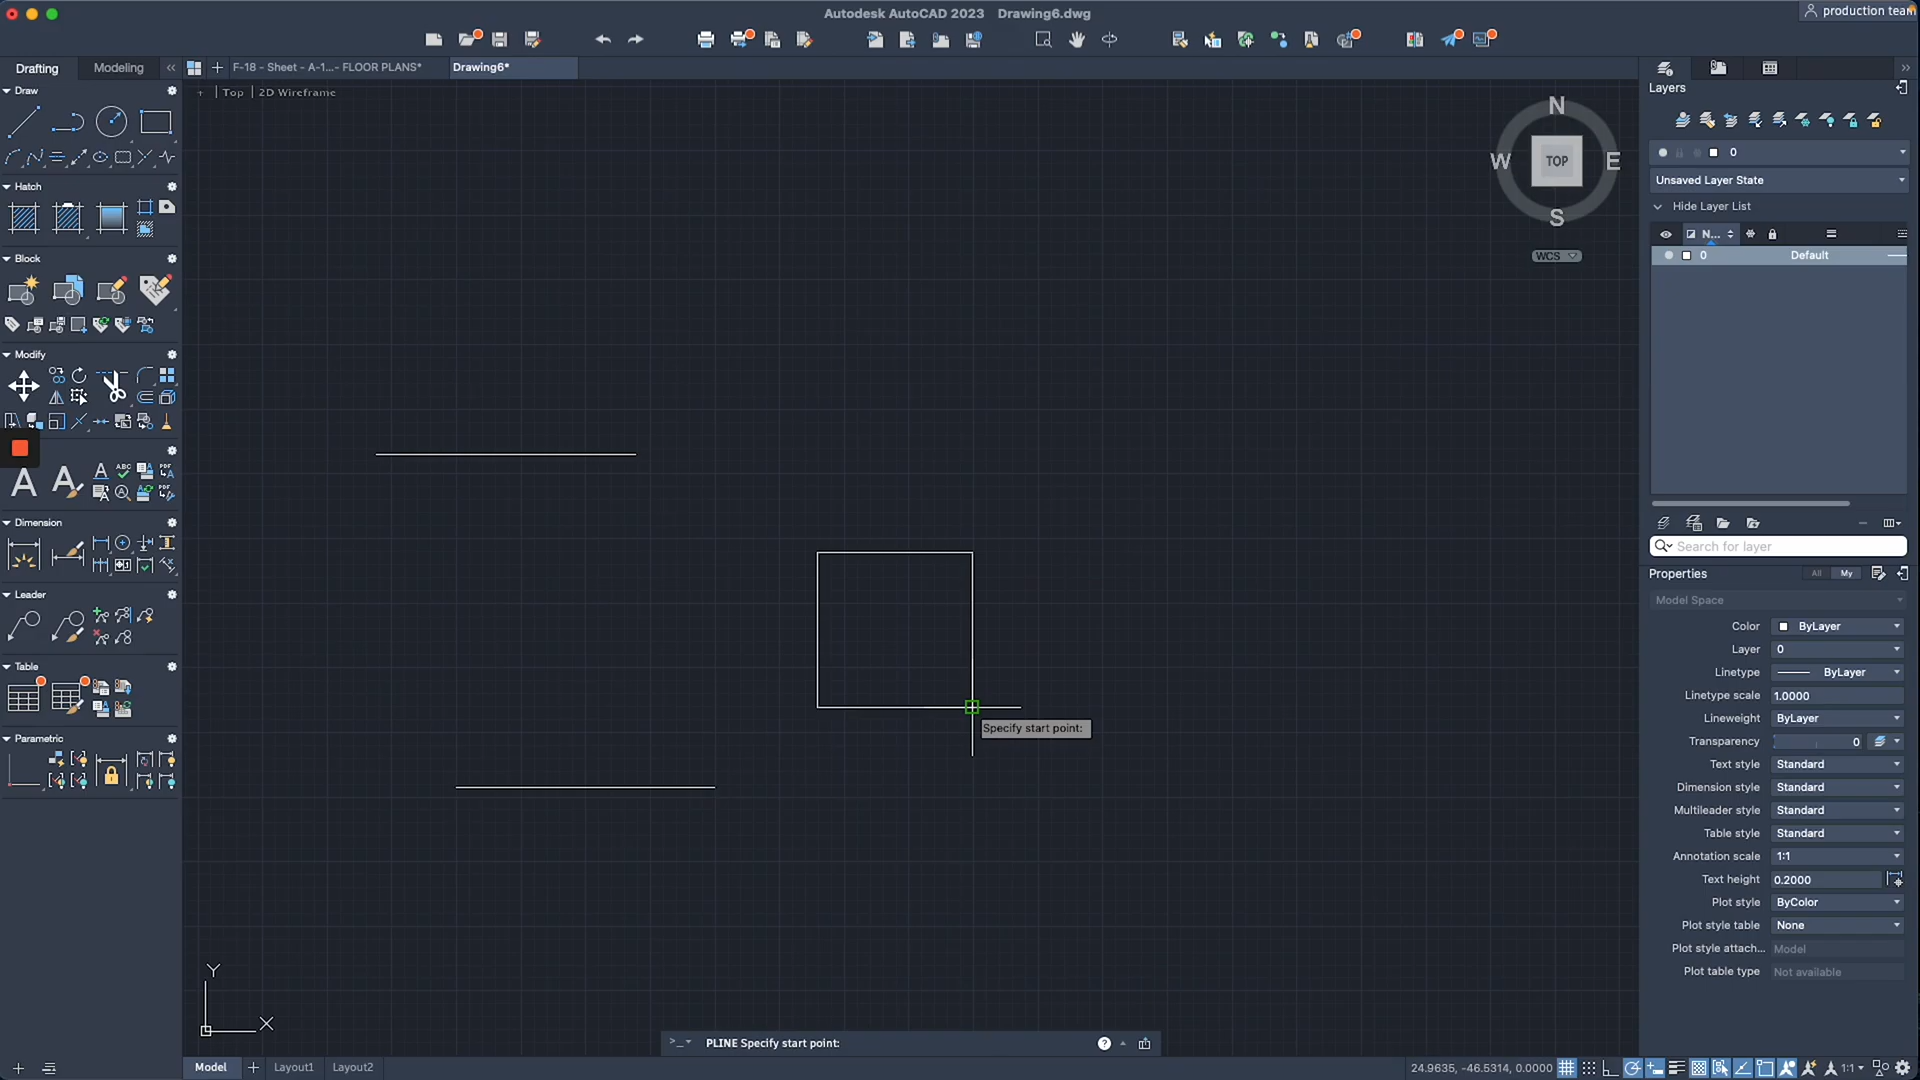 Autodesk AutoCAD 2023 Drawing6.dwg
production team
Drafting
Modeling
F-18 - Sheet - A-1...- FLOOR PLANS*
Drawing6*
Draw
Hatch
Block
Modify
Dimension
Leader
Table
Parametric
+ | Top | 2D Wireframe
N
W
TOP
E
S
WCS
Specify start point:
Y
X
>_ PLINE Specify start point:
Model
Layout1
Layout2
24.9635, -46.5314, 0.0000
1:1
Layers
0
Unsaved Layer State
Hide Layer List
N...
0 Default
Search for layer
Properties
All
My
Model Space
Color ByLayer
Layer 0
Linetype ByLayer
Linetype scale 1.0000
Lineweight ByLayer
Transparency 0
Text style Standard
Dimension style Standard
Multileader style Standard
Table style Standard
Annotation scale 1:1
Text height 0.2000
Plot style ByColor
Plot style table None
Plot style attach... Model
Plot table type Not available